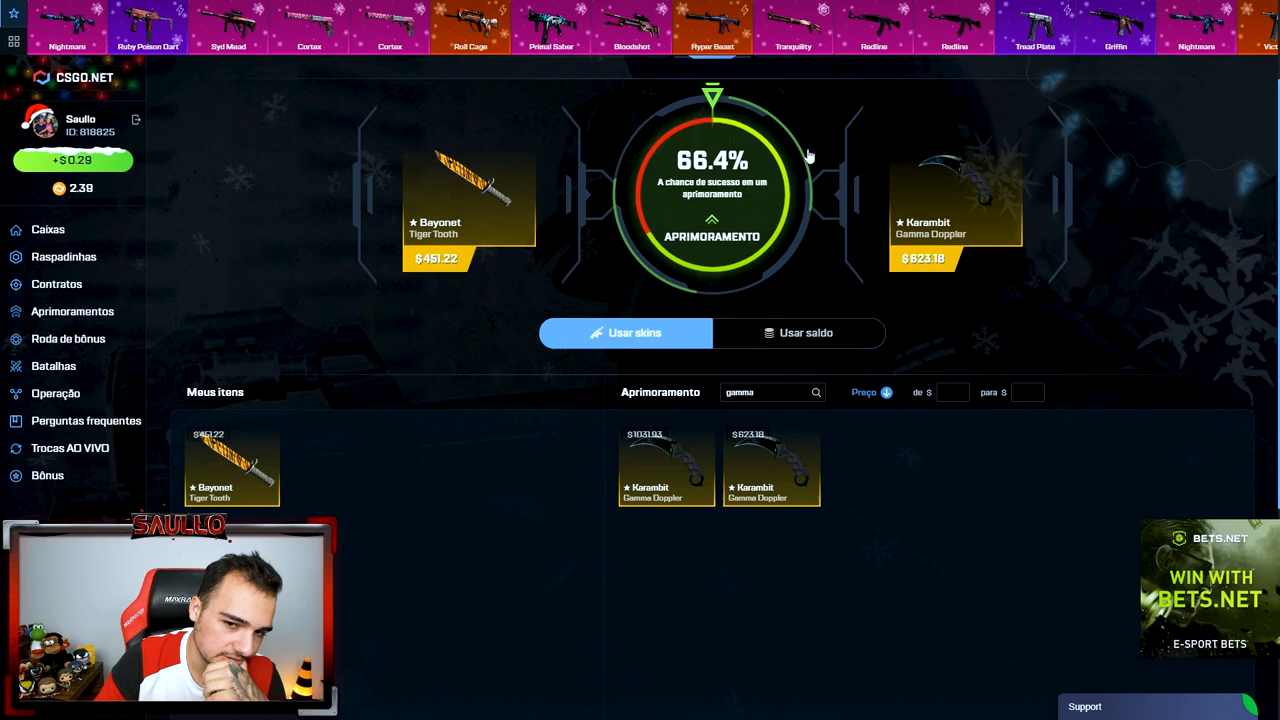 Nightmare
Ruby Poison Dart
Syd Mead
Cortex
Cortex
Roll Cage
Primal Saber
Bloodshot
Hyper Beast
Tranquility
Redline
Redline
Tread Plate
Griffin
Nightmare
Vict
CSGO.NET
Saullo
ID: 818825
+$0.29
2.39
Caixas
Raspadinhas
Contratos
Aprimoramentos
Roda de bônus
Batalhas
Operação
Perguntas frequentes
Trocas AO VIVO
Bônus
★ Bayonet
Tiger Tooth
$451.22
66.4%
A chance de sucesso em um
aprimoramento
APRIMORAMENTO
★ Karambit
Gamma Doppler
$623.18
Usar skins
Usar saldo
Meus itens
Aprimoramento
gamma
Preço
de $
para $
$451.22
★ Bayonet
Tiger Tooth
$1031.93
★ Karambit
Gamma Doppler
$623.18
★ Karambit
Gamma Doppler
SAULLO
BETS.NET
WIN WITH
BETS.NET
E-SPORT BETS
Support